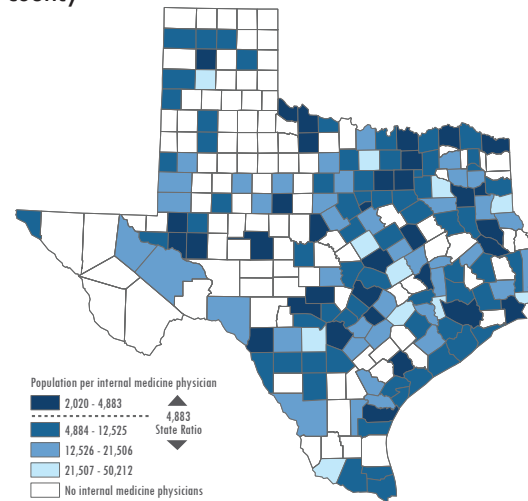 county
Population per internal medicine physician
2,020 - 4,883
4,883
State Ratio
4,884 - 12,525
12,526 - 21,506
21,507 - 50,212
No internal medicine physicians